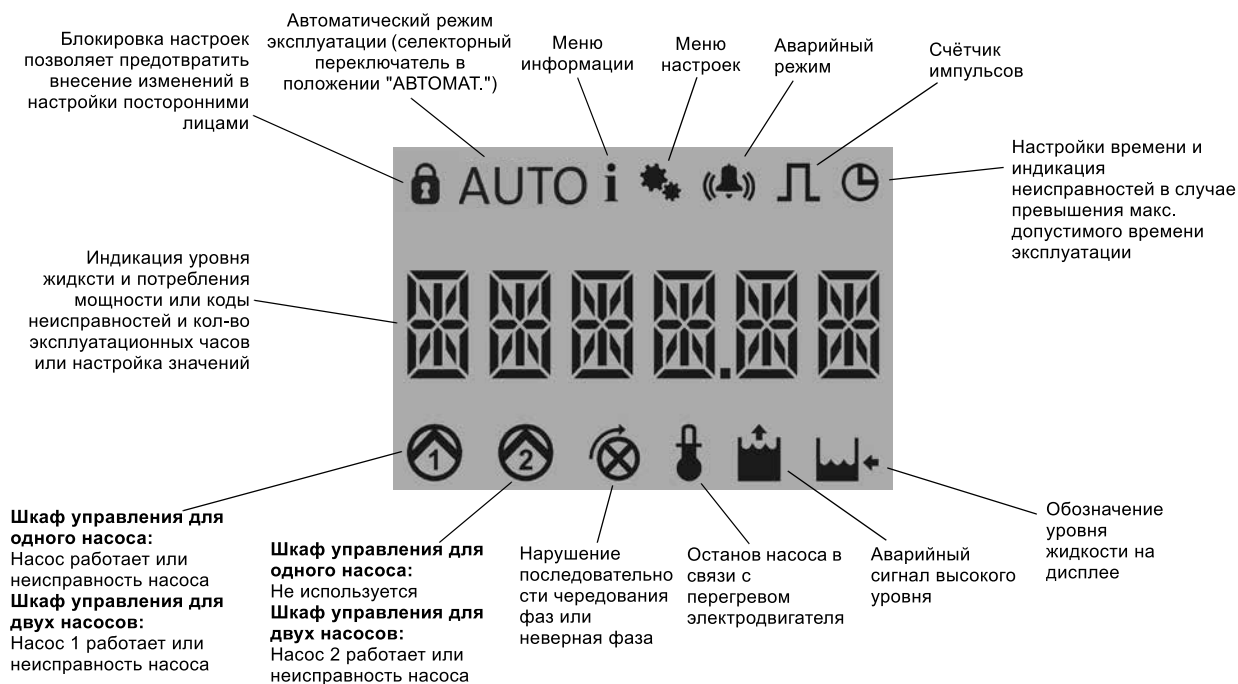 Блокировка настроек
позволяет предотвратить
внесение изменений в
настройки посторонними
лицами
Автоматический режим
эксплуатации (селекторный
переключатель в
положении "АВТОМАТ.")
Меню
информации
Меню
настроек
Аварийный
режим
Счётчик
импульсов
Настройки времени и
индикация
неисправностей в случае
превышения макс.
допустимого времени
эксплуатации
AUTO i
Индикация уровня
жидксти и потребления
мощности или коды
неисправностей и кол-во
эксплуатационных часов
или настройка значений
1
2
Шкаф управления для
одного насоса:
Насос работает или
неисправность насоса
Шкаф управления для
двух насосов:
Насос 1 работает или
неисправность насоса
Шкаф управления для
одного насоса:
Не используется
Шкаф управления для
двух насосов:
Насос 2 работает или
неисправность насоса
Нарушение
последовательно
сти чередования
фаз или
неверная фаза
Останов насоса в
связи с
перегревом
электродвигателя
Аварийный
сигнал высокого
уровня
Обозначение
уровня
жидкости на
дисплее